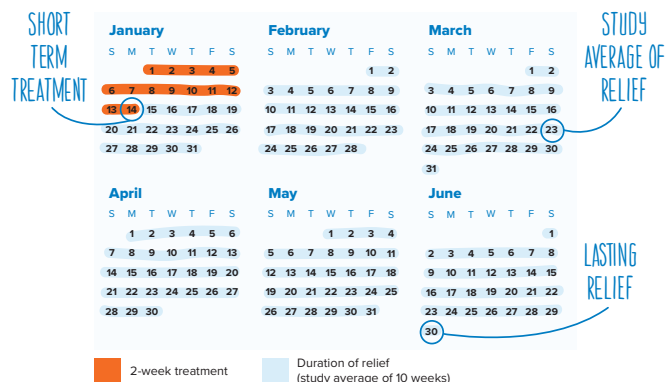 SHORT
TERM
TREATMENT
January
S M T W T F S
1 2 3 4 5
6 7 8 9 10 11 12
13 14 15 16 17 18 19
20 21 22 23 24 25 26
27 28 29 30 31
February
S M T W T F S
1 2
3 4 5 6 7 8 9
10 11 12 13 14 15 16
17 18 19 20 21 22 23
24 25 26 27 28
March
S M T W T F S
1 2
3 4 5 6 7 8 9
10 11 12 13 14 15 16
17 18 19 20 21 22 23
24 25 26 27 28 29 30
31
STUDY
AVERAGE OF
RELIEF
April
S M T W T F S
1 2 3 4 5 6
7 8 9 10 11 12 13
14 15 16 17 18 19 20
21 22 23 24 25 26 27
28 29 30
May
S M T W T F S
1 2 3 4
5 6 7 8 9 10 11
12 13 14 15 16 17 18
19 20 21 22 23 24 25
26 27 28 29 30 31
June
S M T W T F S
1
2 3 4 5 6 7 8
9 10 11 12 13 14 15
16 17 18 19 20 21 22
23 24 25 26 27 28 29
30
LASTING
RELIEF
2-week treatment
Duration of relief
(study average of 10 weeks)